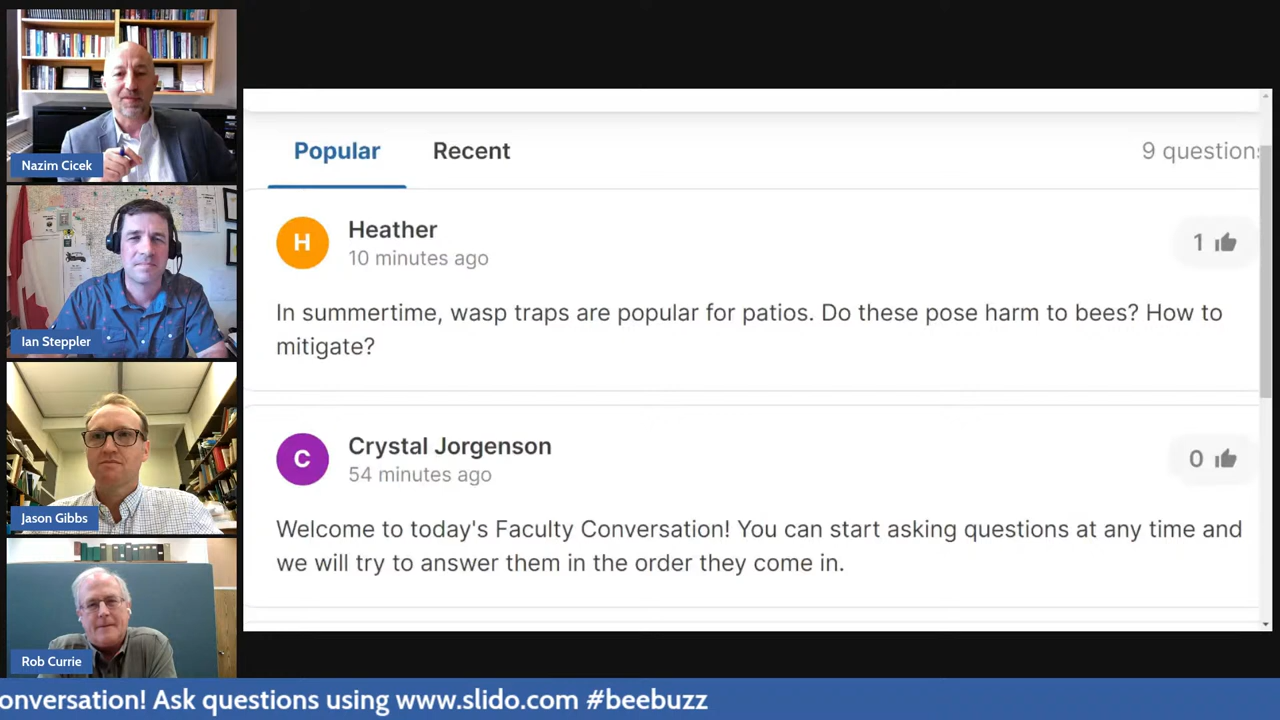 Nazim Cicek
Ian Steppler
Jason Gibbs
Rob Currie
Popular
Recent
9 questions
H
Heather
10 minutes ago
1
In summertime, wasp traps are popular for patios. Do these pose harm to bees? How to
mitigate?
C
Crystal Jorgenson
54 minutes ago
0
Welcome to today's Faculty Conversation! You can start asking questions at any time and
we will try to answer them in the order they come in.
onversation! Ask questions using www.slido.com #beebuzz